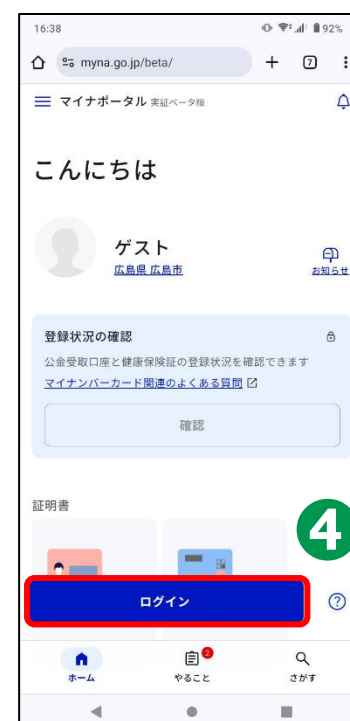 16:38
92%
myna.go.jp/beta/
7
マイナポータル 実証ベータ版
こんにちは
ゲスト
広島県 広島市
お知らせ
登録状況の確認
公金受取口座と健康保険証の登録状況を確認できます
マイナンバーカード関連のよくある質問
確認
証明書
4
ログイン
?
2
ホーム
やること
さがす